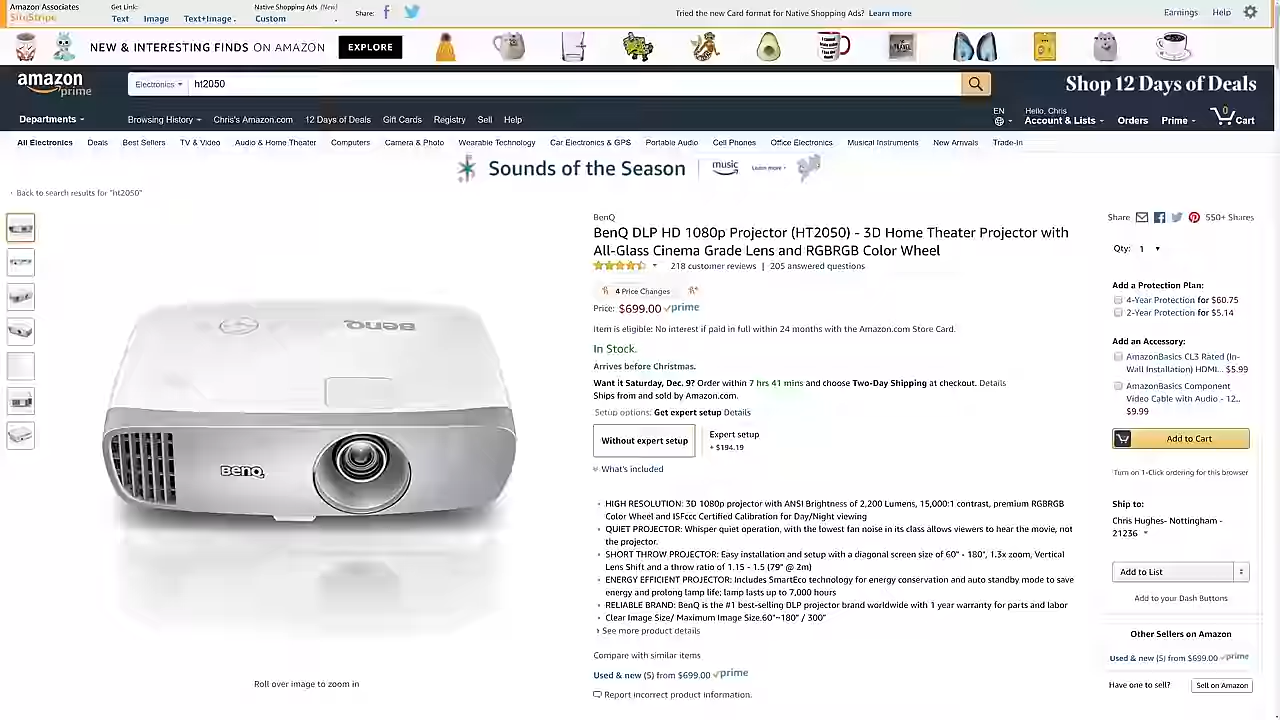 Amazon Associates
SiteStripe
Get Link:
Text Image Text+Image
Native Shopping Ads (New)
Custom
Share:
Tried the new Card format for Native Shopping Ads? Learn more
Earnings Help
NEW & INTERESTING FINDS ON AMAZON EXPLORE
amazon prime
Electronics ht2050
Shop 12 Days of Deals
Departments
Browsing History Chris's Amazon.com 12 Days of Deals Gift Cards Registry Sell Help
EN
Hello, Chris
Account & Lists Orders Prime 0 Cart
All Electronics Deals Best Sellers TV & Video Audio & Home Theater Computers Camera & Photo Wearable Technology Car Electronics & GPS Portable Audio Cell Phones Office Electronics Musical Instruments New Arrivals Trade-In
Sounds of the Season music Learn more ›
‹ Back to search results for "ht2050"
BenQ
BenQ
BenQ
BenQ DLP HD 1080p Projector (HT2050) - 3D Home Theater Projector with
All-Glass Cinema Grade Lens and RGBRGB Color Wheel
218 customer reviews | 205 answered questions
4 Price Changes
Price: $699.00 prime
Item is eligible: No interest if paid in full within 24 months with the Amazon.com Store Card.
In Stock.
Arrives before Christmas.
Want it Saturday, Dec. 9? Order within 7 hrs 41 mins and choose Two-Day Shipping at checkout. Details
Ships from and sold by Amazon.com.
Setup options: Get expert setup Details
Without expert setup
Expert setup
+ $194.19
What's included
• HIGH RESOLUTION: 3D 1080p projector with ANSI Brightness of 2,200 Lumens, 15,000:1 contrast, premium RGBRGB
Color Wheel and ISFccc Certified Calibration for Day/Night viewing
• QUIET PROJECTOR: Whisper quiet operation, with the lowest fan noise in its class allows viewers to hear the movie, not
the projector.
• SHORT THROW PROJECTOR: Easy installation and setup with a diagonal screen size of 60" - 180", 1.3x zoom, Vertical
Lens Shift and a throw ratio of 1.15 - 1.5 (79" @ 2m)
• ENERGY EFFICIENT PROJECTOR: Includes SmartEco technology for energy conservation and auto standby mode to save
energy and prolong lamp life; lamp lasts up to 7,000 hours
• RELIABLE BRAND: BenQ is the #1 best-selling DLP projector brand worldwide with 1 year warranty for parts and labor
• Clear Image Size/ Maximum Image Size.60"~180" / 300"
› See more product details
Compare with similar items
Used & new (5) from $699.00 prime
Report incorrect product information.
Roll over image to zoom in
Share 550+ Shares
Qty: 1
Add a Protection Plan:
4-Year Protection for $60.75
2-Year Protection for $5.14
Add an Accessory:
AmazonBasics CL3 Rated (In-
Wall Installation) HDMI... $5.99
AmazonBasics Component
Video Cable with Audio - 12...
$9.99
Add to Cart
Turn on 1-Click ordering for this browser
Ship to:
Chris Hughes- Nottingham -
21236
Add to List
Add to your Dash Buttons
Other Sellers on Amazon
Used & new (5) from $699.00 prime
Have one to sell? Sell on Amazon